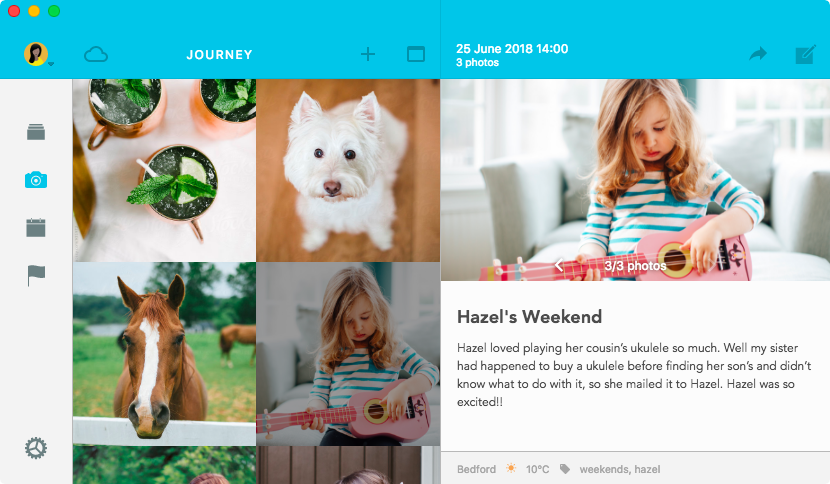 JOURNEY
25 June 2018 14:00
3 photos
3/3 photos
Hazel's Weekend
Hazel loved playing her cousin's ukulele so much. Well my sister
had happened to buy a ukulele before finding her son's and didn't
know what to do with it, so she mailed it to Hazel. Hazel was so
excited!!
Bedford 10°C weekends, hazel